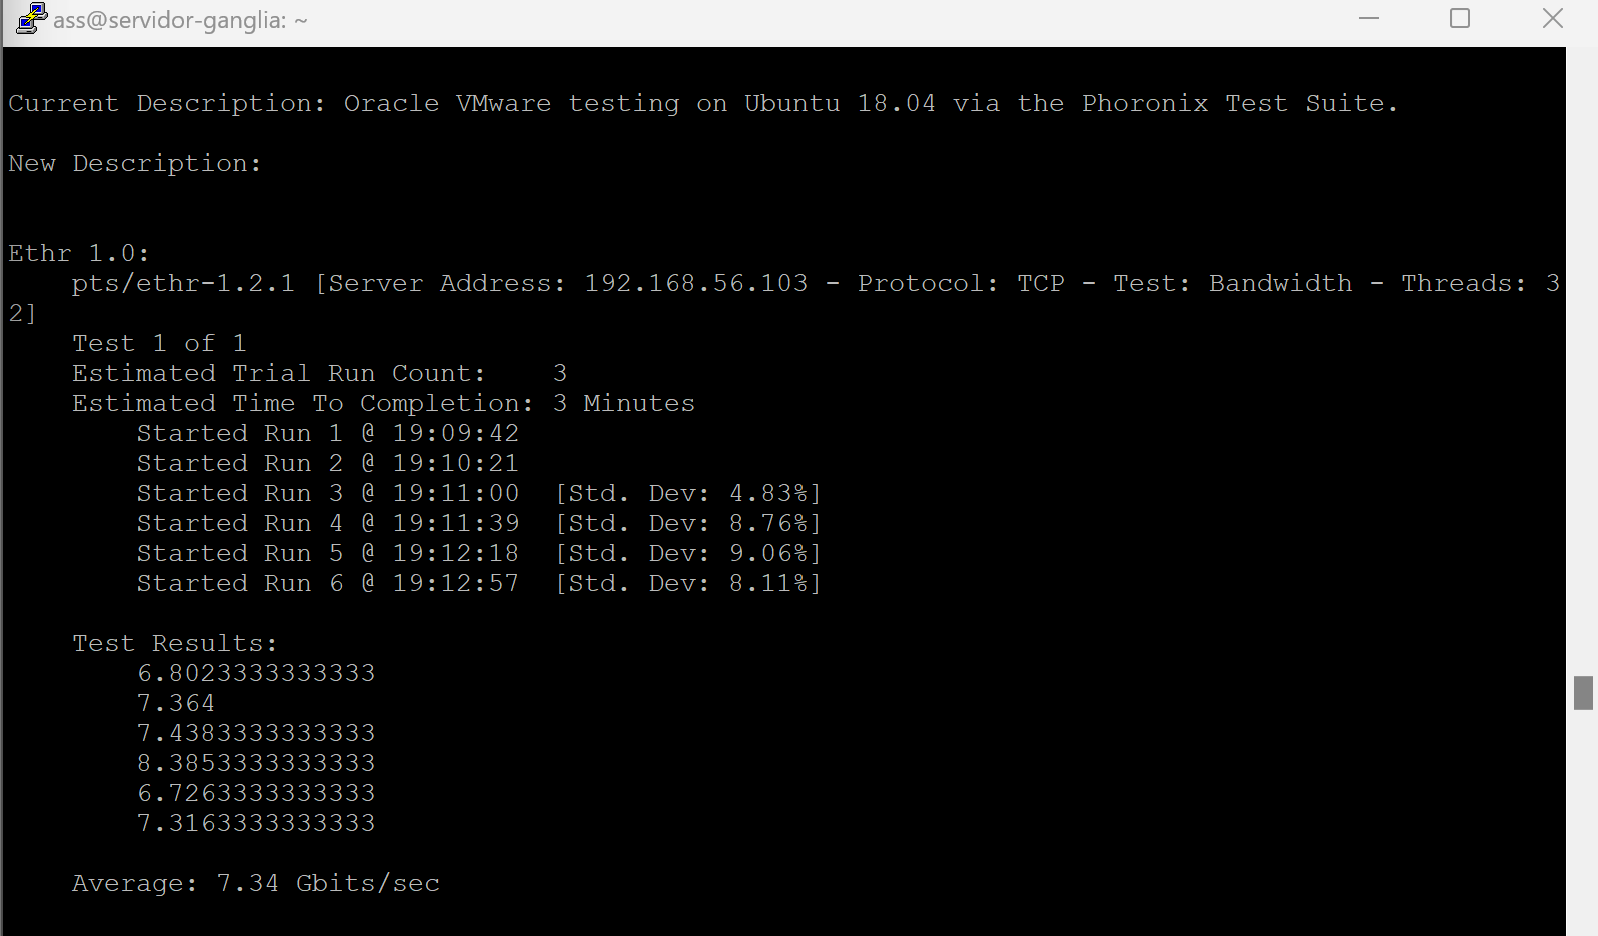 ass@servidor-ganglia: ~
Current Description: Oracle VMware testing on Ubuntu 18.04 via the Phoronix Test Suite.
New Description:
Ethr 1.0:
pts/ethr-1.2.1 [Server Address: 192.168.56.103 - Protocol: TCP - Test: Bandwidth - Threads: 3
2]
Test 1 of 1
Estimated Trial Run Count: 3
Estimated Time To Completion: 3 Minutes
Started Run 1 @ 19:09:42
Started Run 2 @ 19:10:21
Started Run 3 @ 19:11:00 [Std. Dev: 4.83%]
Started Run 4 @ 19:11:39 [Std. Dev: 8.76%]
Started Run 5 @ 19:12:18 [Std. Dev: 9.06%]
Started Run 6 @ 19:12:57 [Std. Dev: 8.11%]
Test Results:
6.8023333333333
7.364
7.4383333333333
8.3853333333333
6.7263333333333
7.3163333333333
Average: 7.34 Gbits/sec